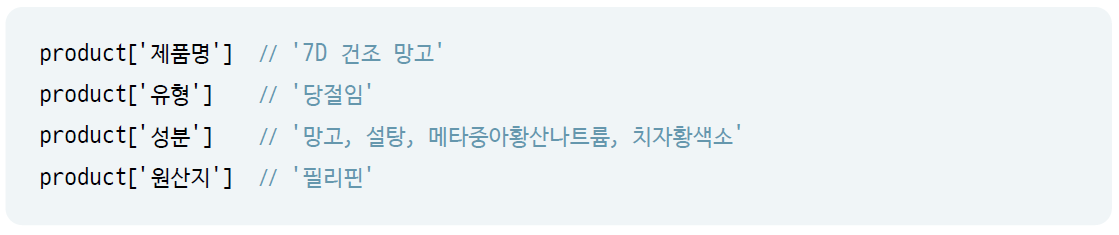 product['제품명']  // '7D 건조 망고'
product['유형']   // '당절임'
product['성분']   // '망고, 설탕, 메타중아황산나트륨, 치자황색소'
product['원산지']  // '필리핀'